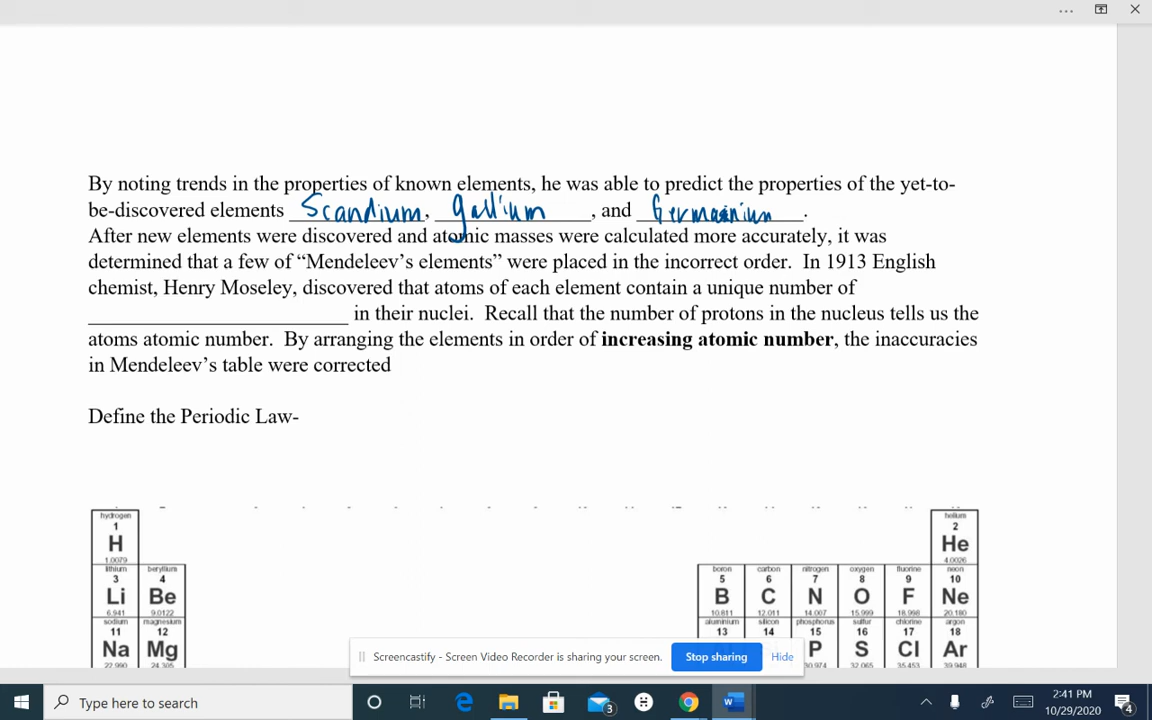 By noting trends in the properties of known elements, he was able to predict the properties of the yet-to-
be-discovered elements Scandium, gallium, and Germanium.
After new elements were discovered and atomic masses were calculated more accurately, it was
determined that a few of “Mendeleev’s elements” were placed in the incorrect order. In 1913 English
chemist, Henry Moseley, discovered that atoms of each element contain a unique number of
__________________________ in their nuclei. Recall that the number of protons in the nucleus tells us the
atoms atomic number. By arranging the elements in order of increasing atomic number, the inaccuracies
in Mendeleev’s table were corrected
Define the Periodic Law-
hydrogen helium
1 2
H He
1.0079 4.0026
lithium beryllium boron carbon nitrogen oxygen fluorine neon
3 4 5 6 7 8 9 10
Li Be B C N O F Ne
6.941 9.0122 10.811 12.011 14.007 15.999 18.998 20.180
sodium magnesium aluminium silicon phosphorus sulfur chlorine argon
11 12 13 14 15 16 17 18
Na Mg P S Cl Ar
22.990 24.305 30.974 32.065 35.453 39.948
Screencastify - Screen Video Recorder is sharing your screen. Stop sharing Hide
Type here to search
3
2:41 PM
10/29/2020
4